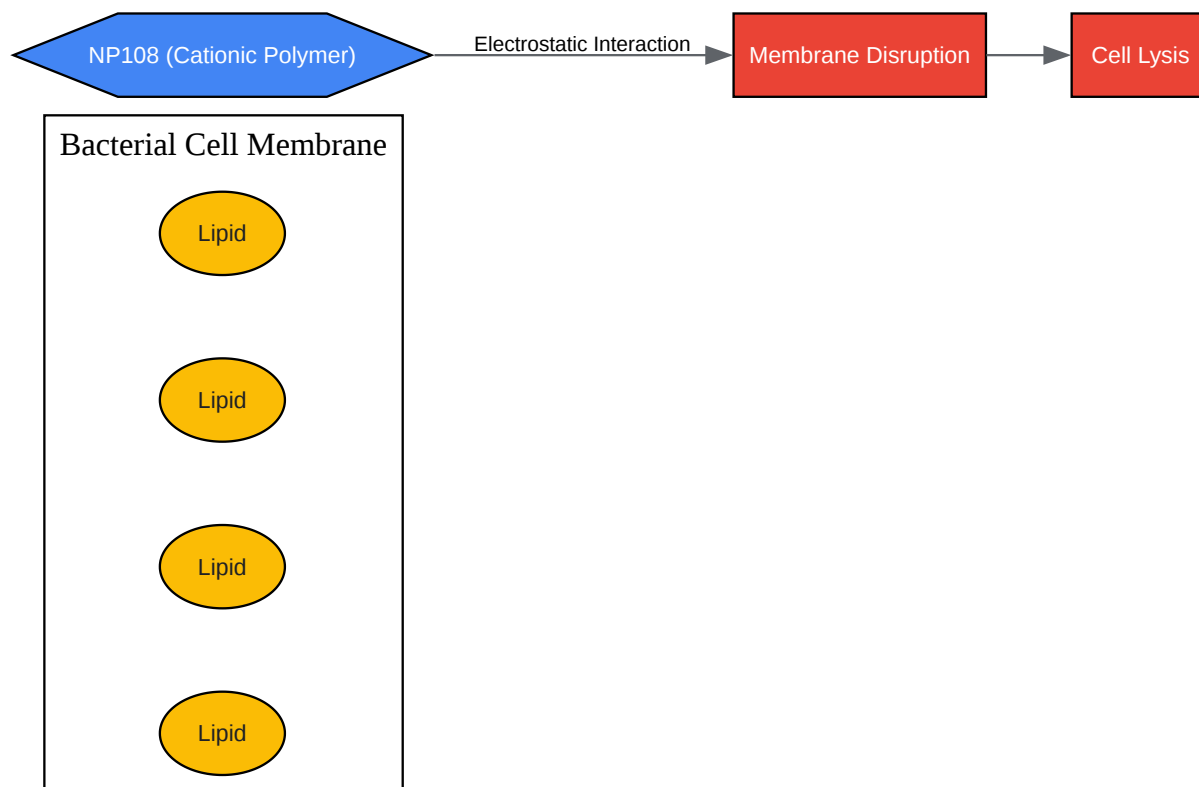 NP108 (Cationic Polymer)
Electrostatic Interaction
Membrane Disruption
Cell Lysis
Bacterial Cell Membrane
Lipid
Lipid
Lipid
Lipid